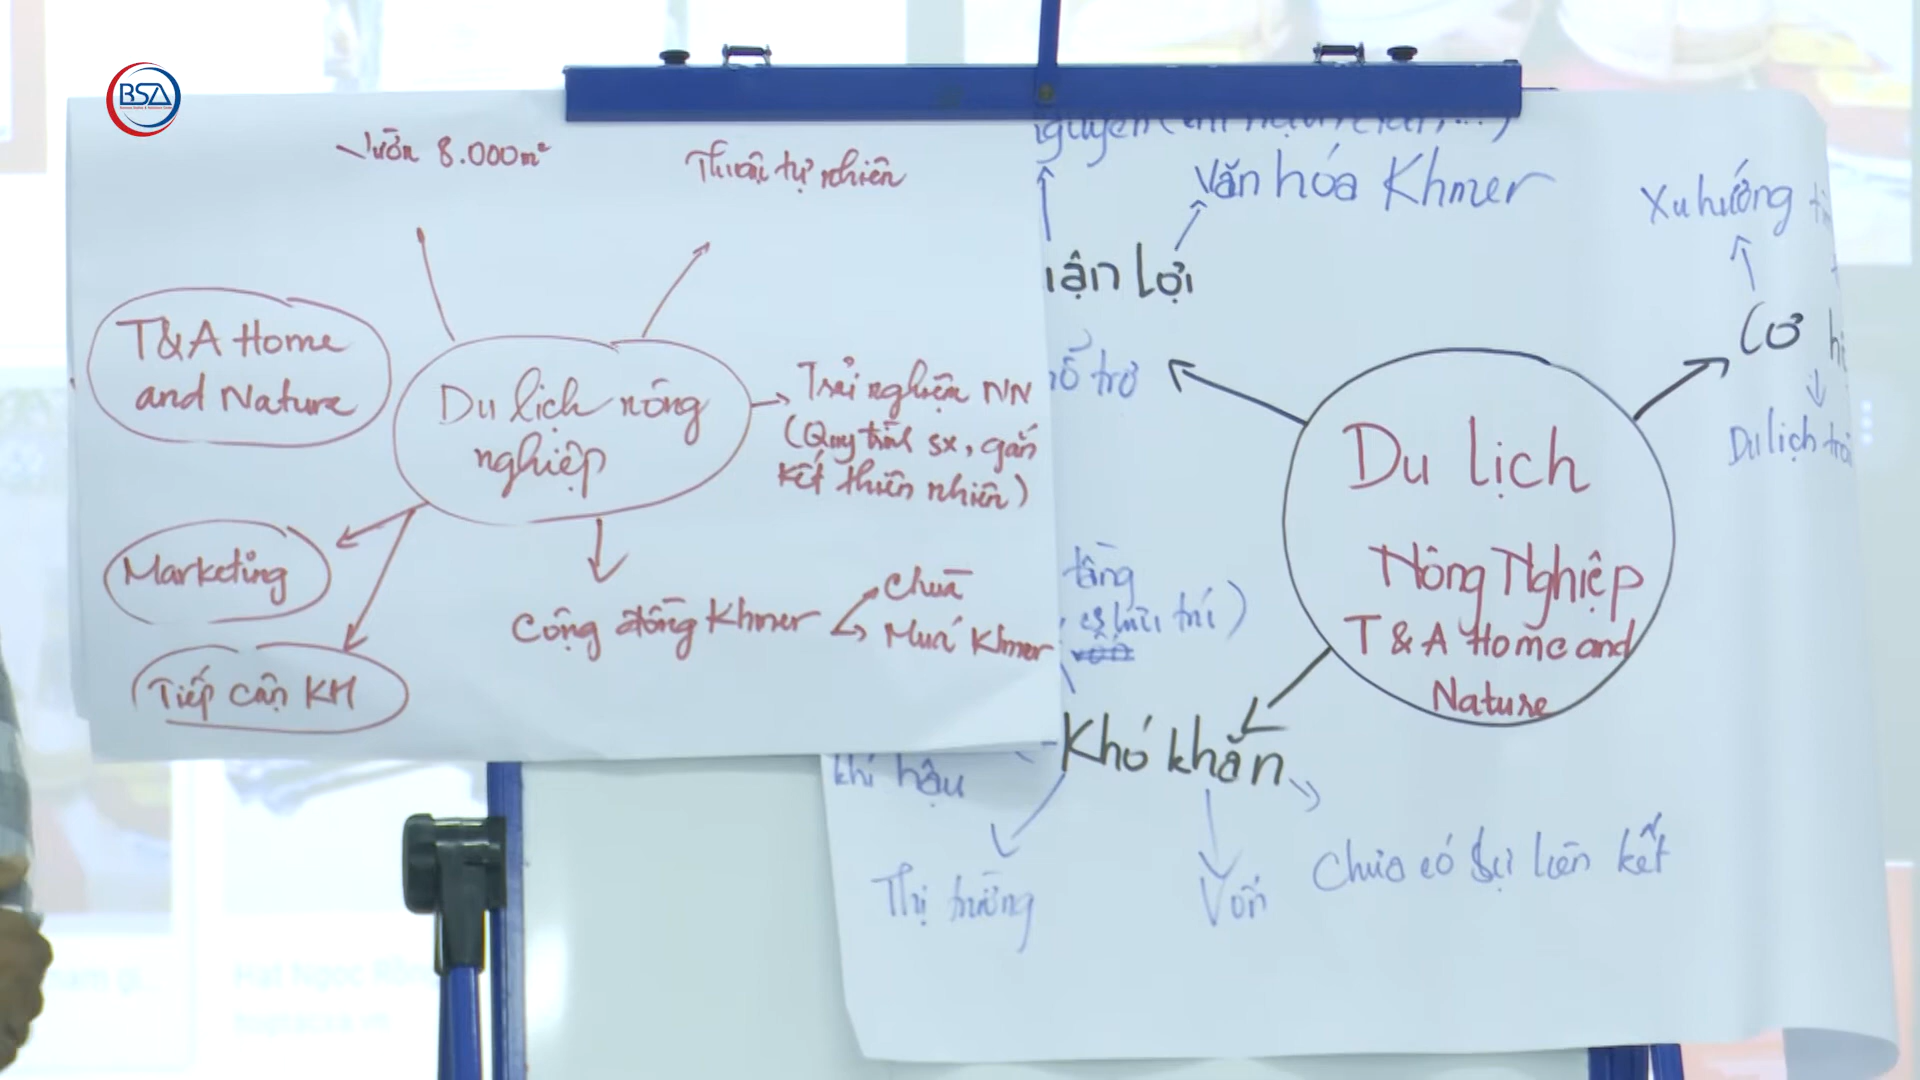 BSA
Vườn 8.000m²
Thuận tự nhiên
T&A Home
and Nature
Du lịch nông
nghiệp
Trải nghiệm NN
(Quy trình sx, gắn
kết thiên nhiên)
Marketing
Tiếp cận KH
Cộng đồng Khmer
Chùa
Múa Khmer
Văn hóa Khmer
uận lợi
hỗ trợ
Xu hướng
Cơ
Du lịch
Du lịch
Nông Nghiệp
T & A Home and
Nature
tầng
Khó khăn
khí hậu
Thị trường
Vốn
Chưa có sự liên kết